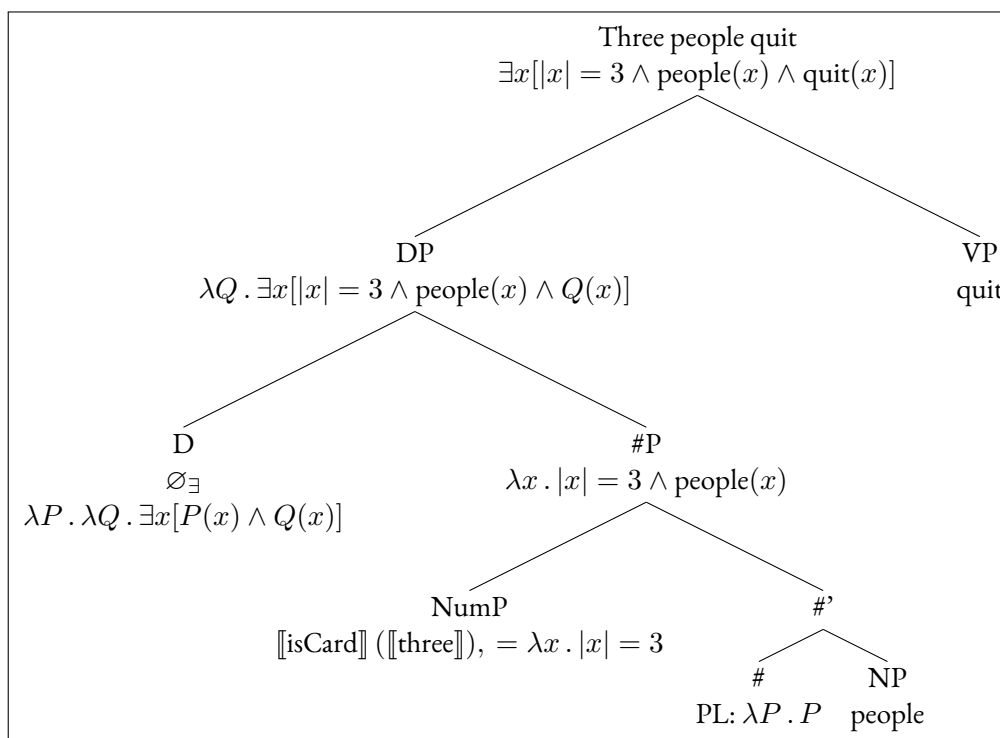 Three people quit
∃x[|x| = 3 ∧ people(x) ∧ quit(x)]
DP
λQ . ∃x[|x| = 3 ∧ people(x) ∧ Q(x)]
VP
quit
D
∅∃
λP . λQ . ∃x[P(x) ∧ Q(x)]
#P
λx . |x| = 3 ∧ people(x)
NumP
⟦isCard⟧ (⟦three⟧), = λx . |x| = 3
#’
#
PL: λP . P
NP
people